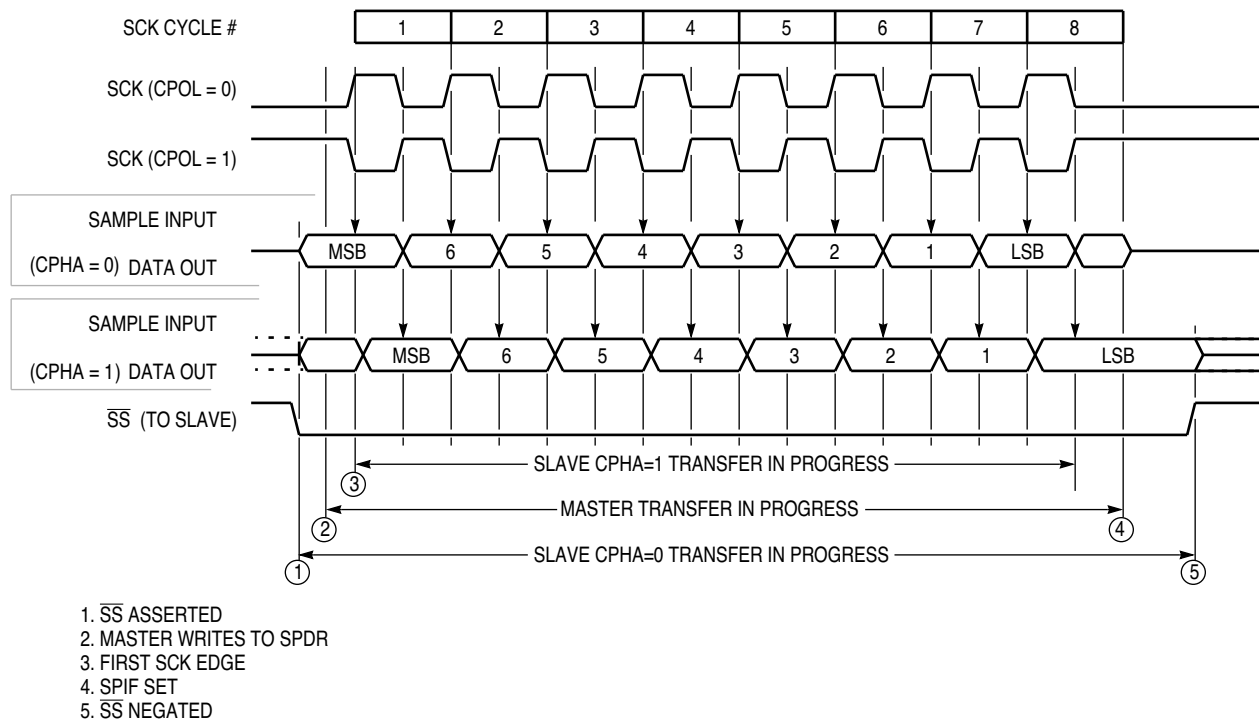 SCK CYCLE # 1 2 3 4 5 6 7 8
SCK (CPOL = 0)
SCK (CPOL = 1)
SAMPLE INPUT
(CPHA = 0) DATA OUT MSB 6 5 4 3 2 1 LSB
SAMPLE INPUT
(CPHA = 1) DATA OUT MSB 6 5 4 3 2 1 LSB
SS (TO SLAVE)
3 SLAVE CPHA=1 TRANSFER IN PROGRESS
2 MASTER TRANSFER IN PROGRESS 4
1 SLAVE CPHA=0 TRANSFER IN PROGRESS 5
1. SS ASSERTED
2. MASTER WRITES TO SPDR
3. FIRST SCK EDGE
4. SPIF SET
5. SS NEGATED